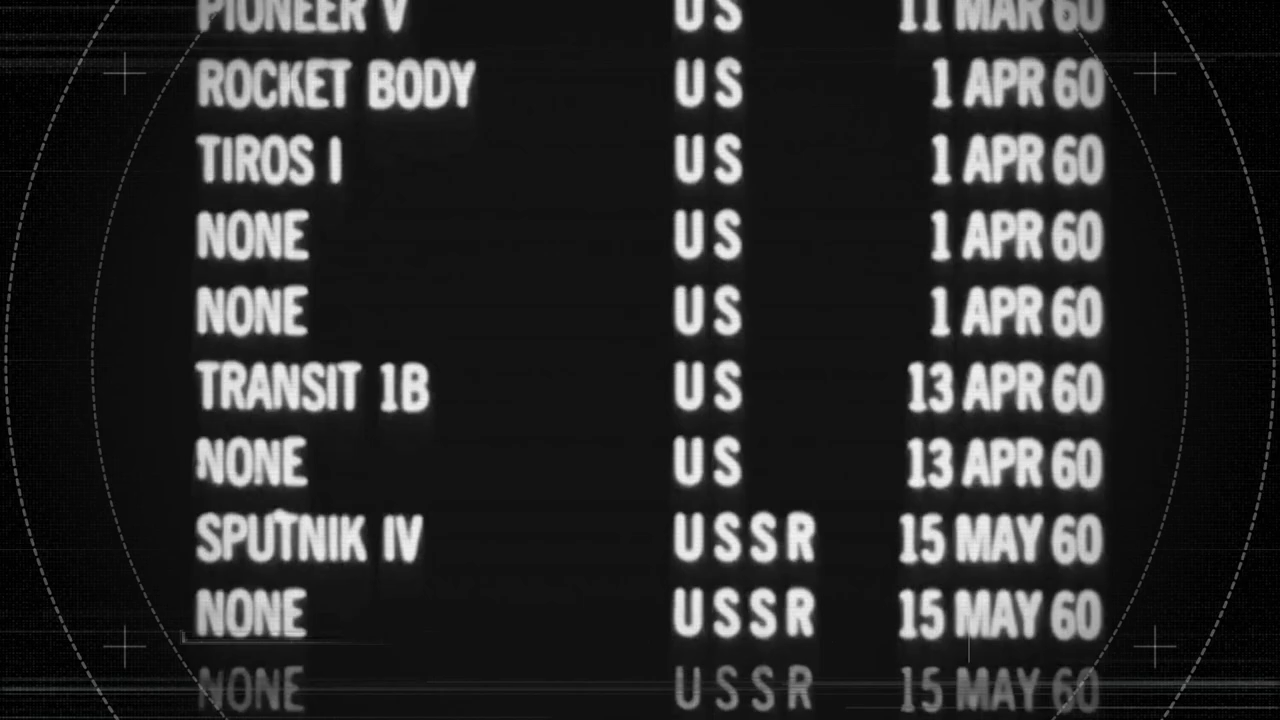 PIONEER V US 11 MAR 60
ROCKET BODY US 1 APR 60
TIROS I US 1 APR 60
NONE US 1 APR 60
NONE US 1 APR 60
TRANSIT 1B US 13 APR 60
NONE US 13 APR 60
SPUTNIK IV USSR 15 MAY 60
NONE USSR 15 MAY 60
NONE USSR 15 MAY 60